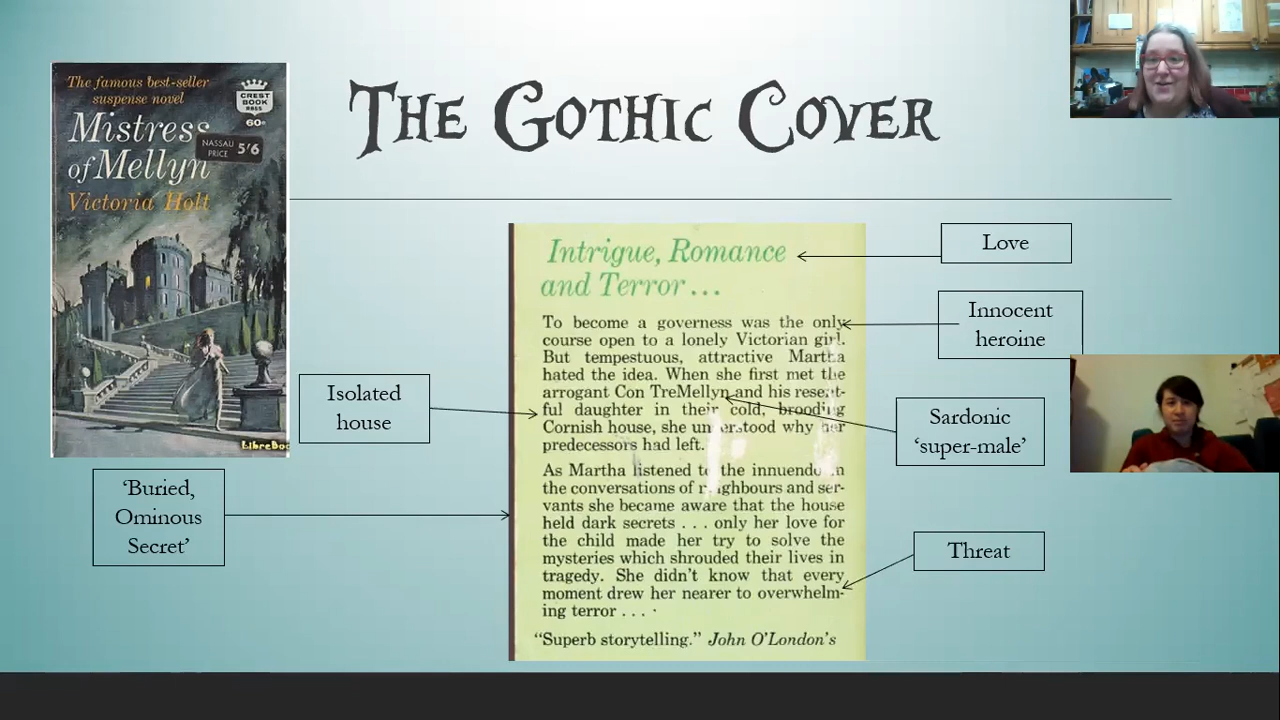 The famous best-seller
suspense novel
CREST
BOOK
60¢
Mistress
of Mellyn
NASSAU
PRICE 5'6
Victoria Holt
THE GOTHIC COVER
Intrigue, Romance
and Terror...
To become a governess was the only
course open to a lonely Victorian girl.
But tempestuous, attractive Martha
hated the idea. When she first met the
arrogant Con TreMellyn and his resent-
ful daughter in their cold, brooding
Cornish house, she understood why her
predecessors had left.
As Martha listened to the innuendo in
the conversations of neighbours and ser-
vants she became aware that the house
held dark secrets . . . only her love for
the child made her try to solve the
mysteries which shrouded their lives in
tragedy. She didn't know that every
moment drew her nearer to overwhelm-
ing terror . . . .
"Superb storytelling." John O'London's
Love
Innocent
heroine
Isolated
house
Sardonic
‘super-male’
‘Buried,
Ominous
Secret’
Threat